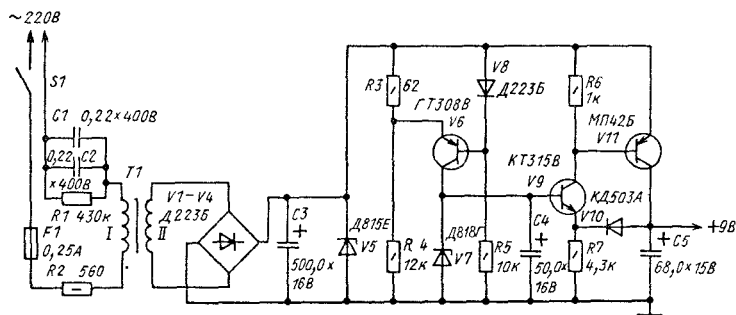 ~220В
S1
C1
0,22×400В
0,22 C2
×400В
R1 430к
F1
0,25А
R2 560
T1
I
II
V1-V4
Д223Б
C3
500,0×
16В
Д815Е
V5
R3 62
ГТ308В
V6
V8
Д223Б
R4
12к
Д818Г
V7
R5
10к
КТ315В
V9
C4
50,0×
16В
R6
1к
МП42Б
V11
КД503А
V10
R7
4,3к
+9В
C5
68,0×15В